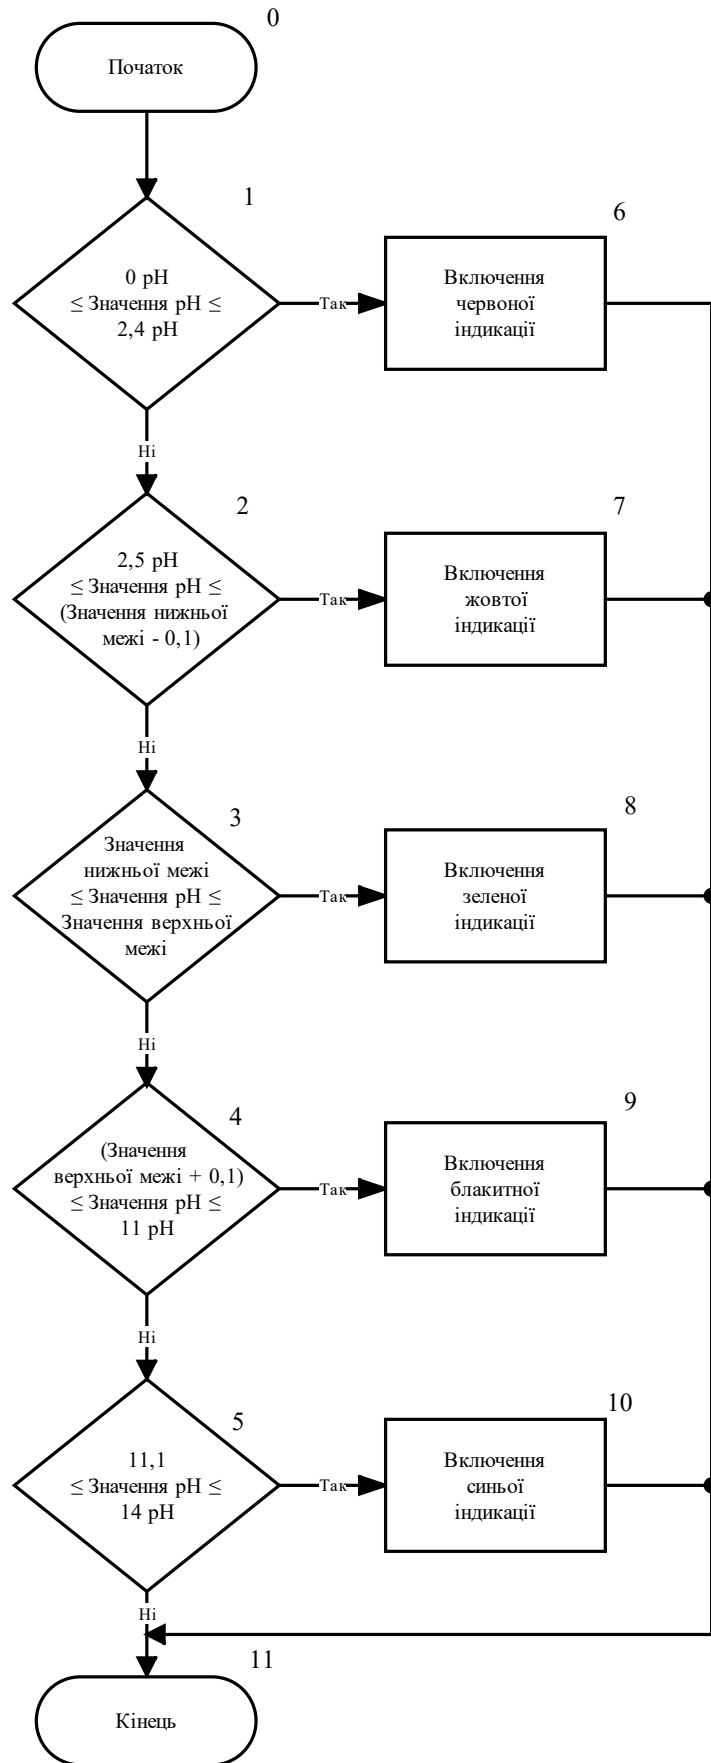 0
Початок
1
0 pH
≤ Значення pH ≤
2,4 pH
Так
6
Включення
червоної
індикації
Ні
2
2,5 pH
≤ Значення pH ≤
(Значення нижньої
межі - 0,1)
Так
7
Включення
жовтої
індикації
Ні
3
Значення
нижньої межі
≤ Значення pH ≤
Значення верхньої
межі
Так
8
Включення
зеленої
індикації
Ні
4
(Значення
верхньої межі + 0,1)
≤ Значення pH ≤
11 pH
Так
9
Включення
блакитної
індикації
Ні
5
11,1
≤ Значення pH ≤
14 pH
Так
10
Включення
синьої
індикації
Ні
11
Кінець